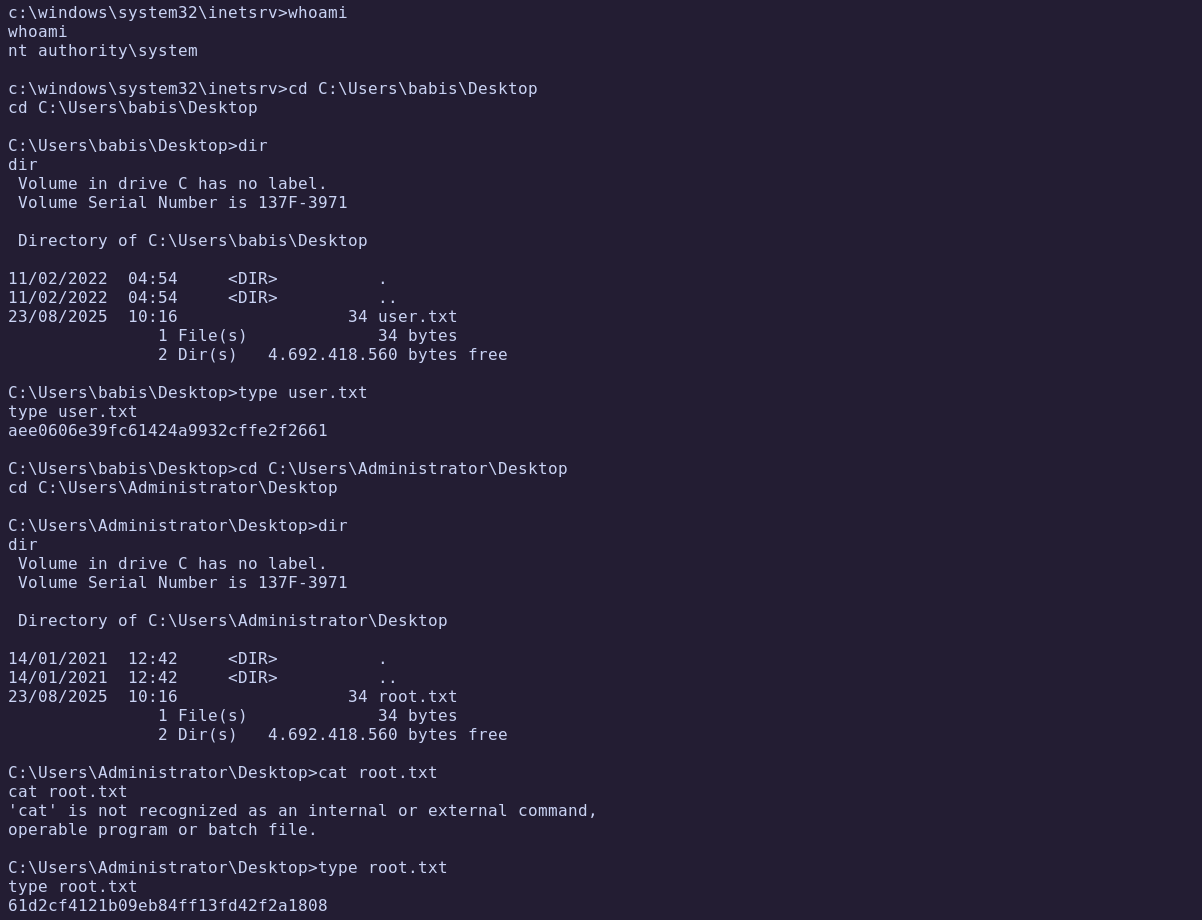 c:\windows\system32\inetsrv>whoami
whoami
nt authority\system

c:\windows\system32\inetsrv>cd C:\Users\babis\Desktop
cd C:\Users\babis\Desktop

C:\Users\babis\Desktop>dir
dir
 Volume in drive C has no label.
 Volume Serial Number is 137F-3971

 Directory of C:\Users\babis\Desktop

11/02/2022  04:54     <DIR>          .
11/02/2022  04:54     <DIR>          ..
23/08/2025  10:16                 34 user.txt
               1 File(s)             34 bytes
               2 Dir(s)   4.692.418.560 bytes free

C:\Users\babis\Desktop>type user.txt
type user.txt
aee0606e39fc61424a9932cffe2f2661

C:\Users\babis\Desktop>cd C:\Users\Administrator\Desktop
cd C:\Users\Administrator\Desktop

C:\Users\Administrator\Desktop>dir
dir
 Volume in drive C has no label.
 Volume Serial Number is 137F-3971

 Directory of C:\Users\Administrator\Desktop

14/01/2021  12:42     <DIR>          .
14/01/2021  12:42     <DIR>          ..
23/08/2025  10:16                 34 root.txt
               1 File(s)             34 bytes
               2 Dir(s)   4.692.418.560 bytes free

C:\Users\Administrator\Desktop>cat root.txt
cat root.txt
'cat' is not recognized as an internal or external command,
operable program or batch file.

C:\Users\Administrator\Desktop>type root.txt
type root.txt
61d2cf4121b09eb84ff13fd42f2a1808